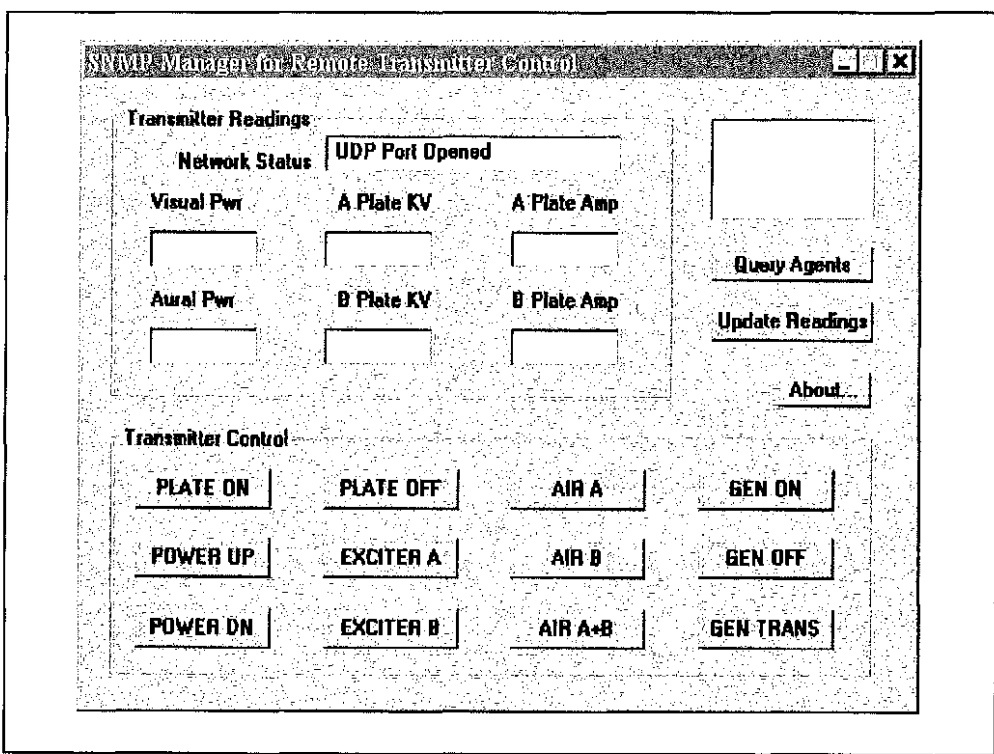 SNMP Manager for Remote Transmitter Control
Transmitter Readings
Network Status UDP Port Opened
Visual Pwr A Plate KV A Plate Amp
Query Agents
Aural Pwr B Plate KV B Plate Amp
Update Readings
About...
Transmitter Control
PLATE ON PLATE OFF AIR A GEN ON
POWER UP EXCITER A AIR B GEN OFF
POWER DN EXCITER B AIR A+B GEN TRANS